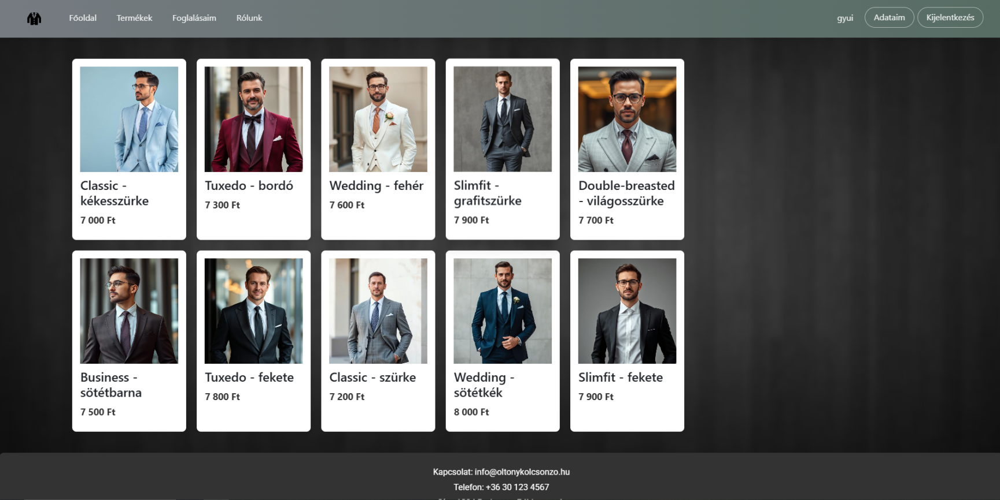 Főoldal Termékek Foglalásaim Rólunk gyui Adataim Kijelentkezés
Classic -
kékesszürke
7 000 Ft
Tuxedo - bordó
7 300 Ft
Wedding - fehér
7 600 Ft
Slimfit -
grafitszürke
7 900 Ft
Double-breasted
- világosszürke
7 700 Ft
Business -
sötétbarna
7 500 Ft
Tuxedo - fekete
7 800 Ft
Classic - szürke
7 200 Ft
Wedding -
sötétkék
8 000 Ft
Slimfit - fekete
7 900 Ft
Kapcsolat: info@oltonykolcsonzo.hu
Telefon: +36 30 123 4567